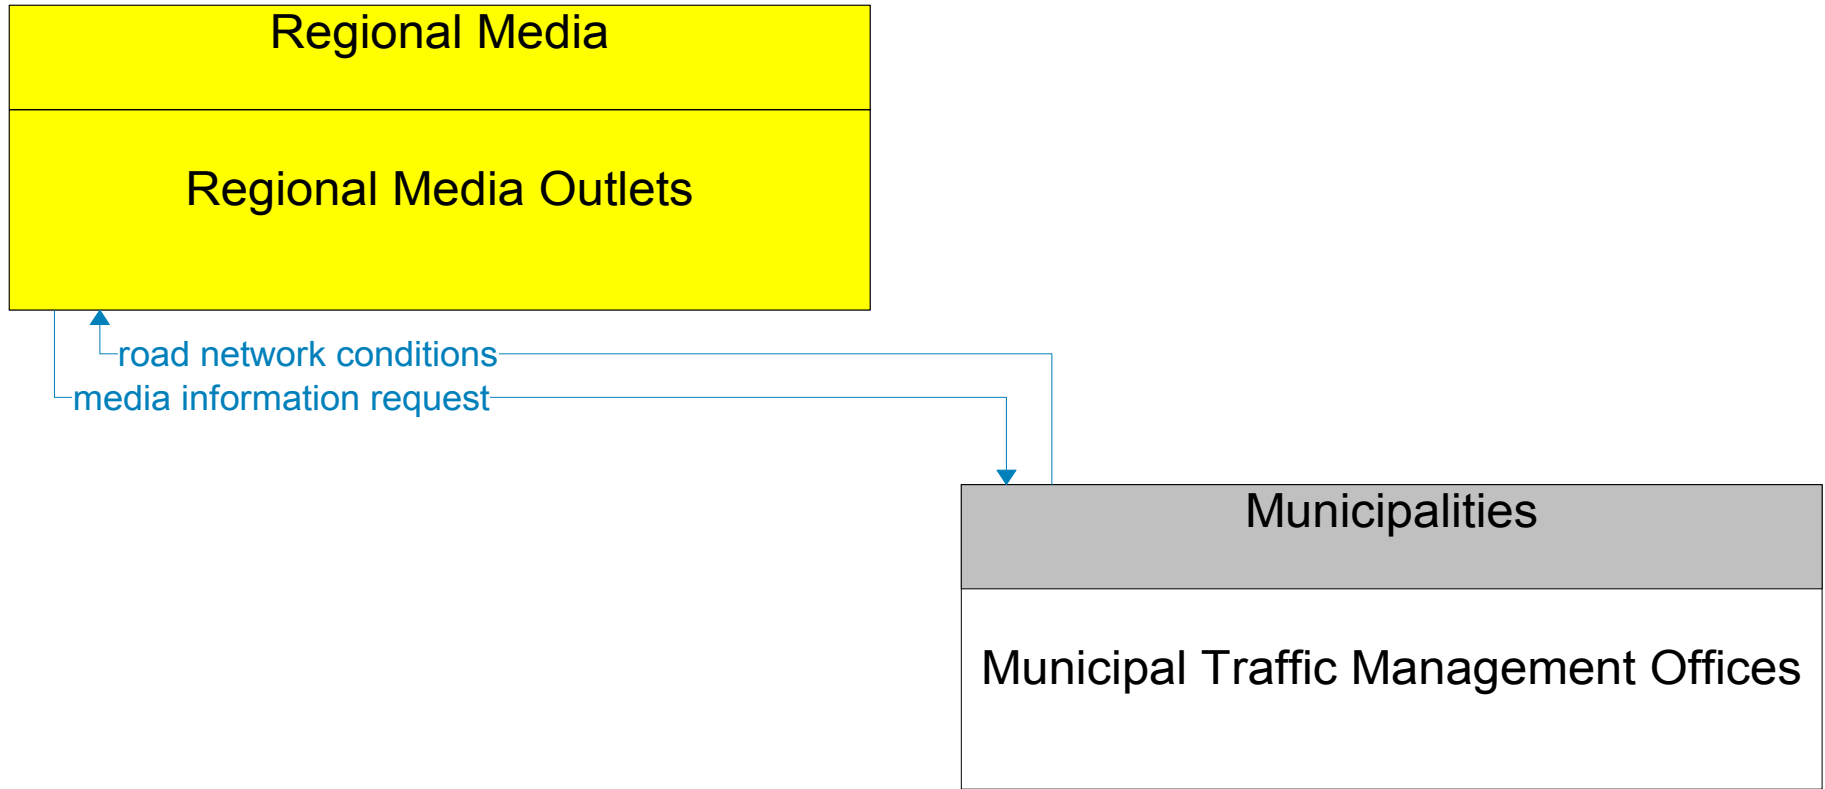 Regional Media
Regional Media Outlets
road network conditions
media information request
Municipalities
Municipal Traffic Management Offices